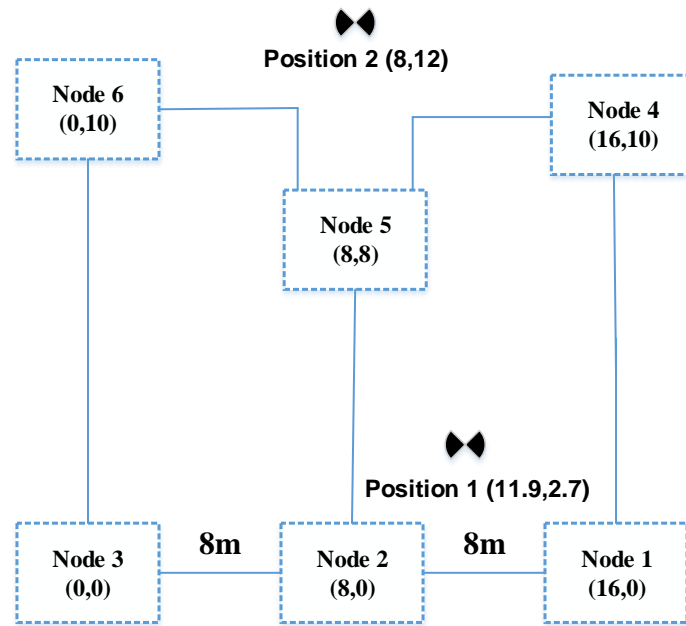 Position 2 (8,12)
Node 6
(0,10)
Node 4
(16,10)
Node 5
(8,8)
Position 1 (11.9,2.7)
Node 3
(0,0)
8m
Node 2
(8,0)
8m
Node 1
(16,0)